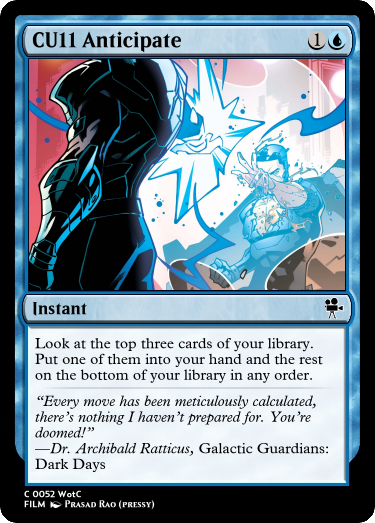 CU11 Anticipate 1
Instant
Look at the top three cards of your library.
Put one of them into your hand and the rest
on the bottom of your library in any order.
“Every move has been meticulously calculated,
there’s nothing I haven’t prepared for. You’re
doomed!”
—Dr. Archibald Ratticus, Galactic Guardians:
Dark Days
C 0052 WotC
FILM Prasad Rao (pressy)